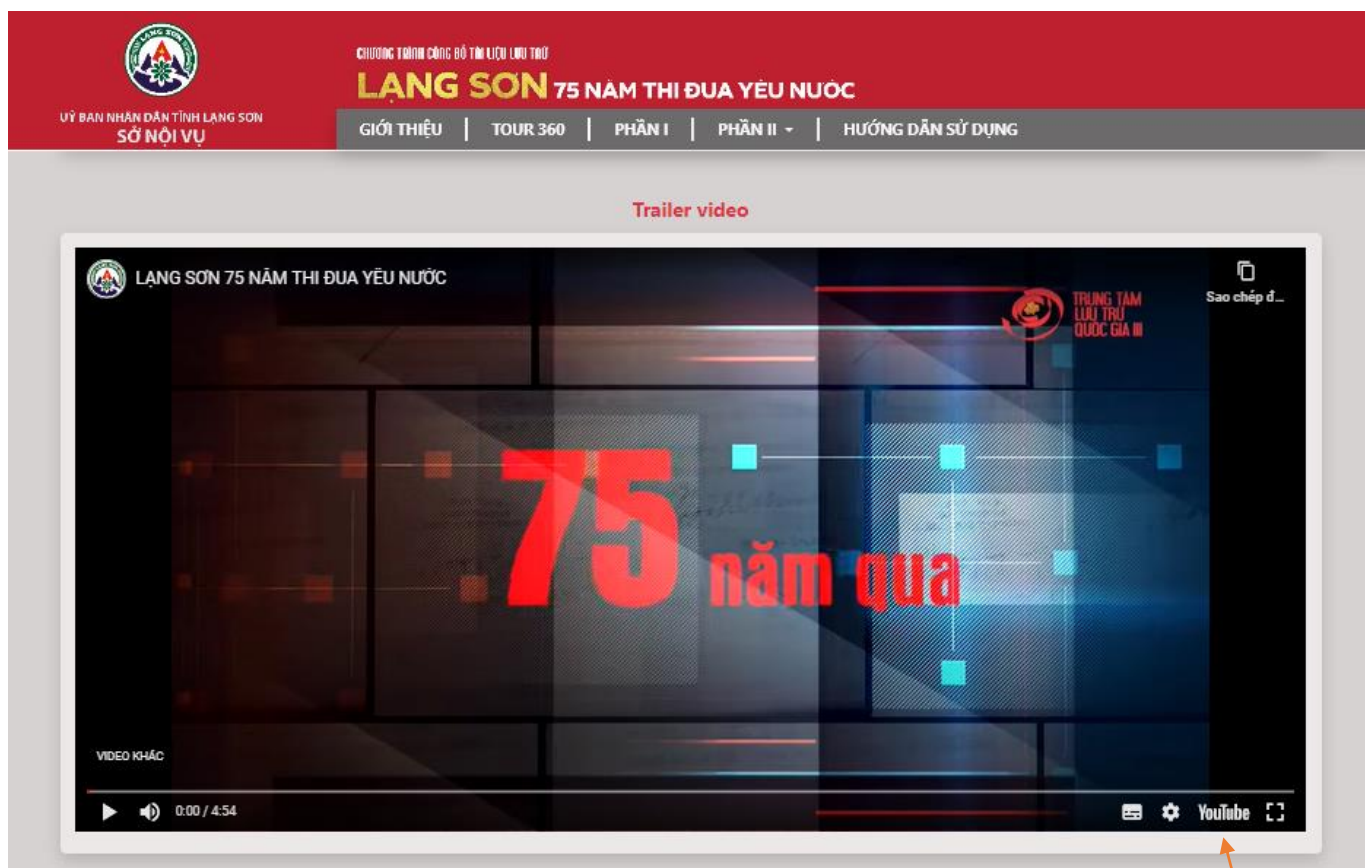 LANG SON
UỶ BAN NHÂN DÂN TỈNH LẠNG SƠN
SỞ NỘI VỤ
CHƯƠNG TRÌNH CÔNG BỐ TÀI LIỆU LƯU TRỮ
LẠNG SƠN 75 NĂM THI ĐUA YÊU NƯỚC
GIỚI THIỆU | TOUR 360 | PHẦN I | PHẦN II | HƯỚNG DẪN SỬ DỤNG
Trailer video
LẠNG SƠN 75 NĂM THI ĐUA YÊU NƯỚC
Sao chép đ...
TRUNG TÂM
LƯU TRỮ
QUỐC GIA III
75 năm qua
VIDEO KHÁC
0:00 / 4:54
YouTube